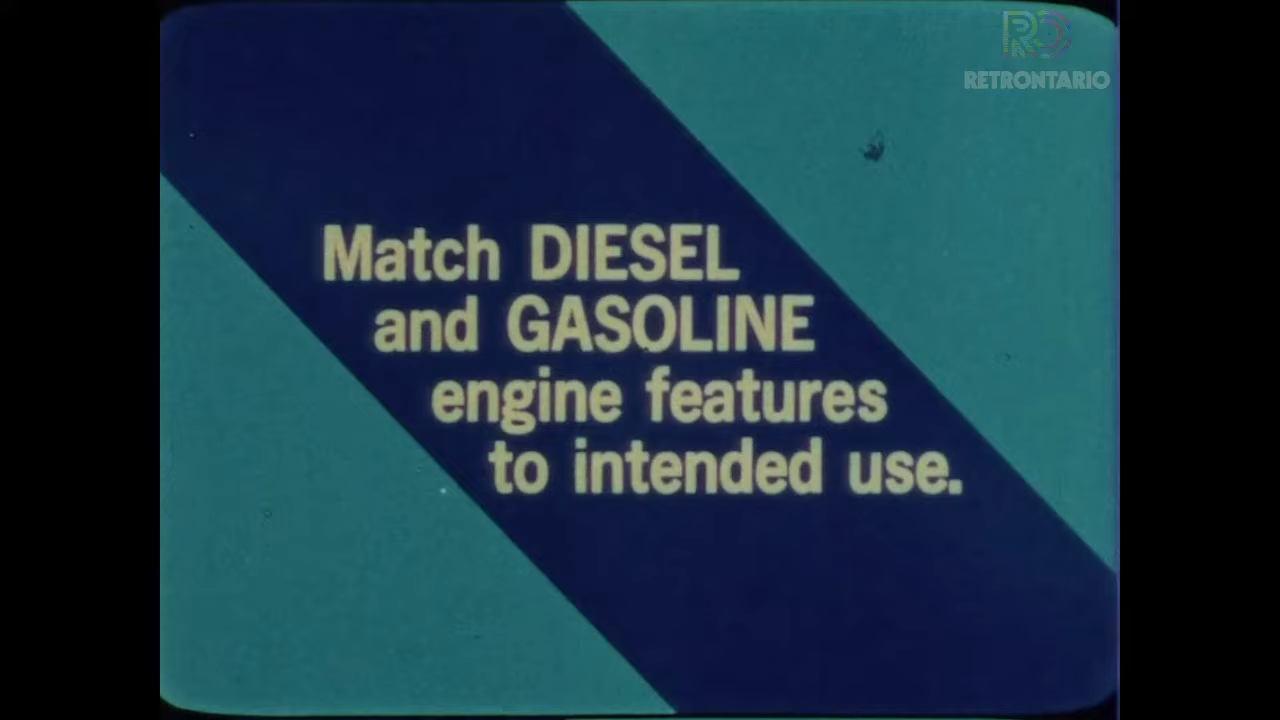 RETRONTARIO
Match DIESEL
and GASOLINE
engine features
to intended use.